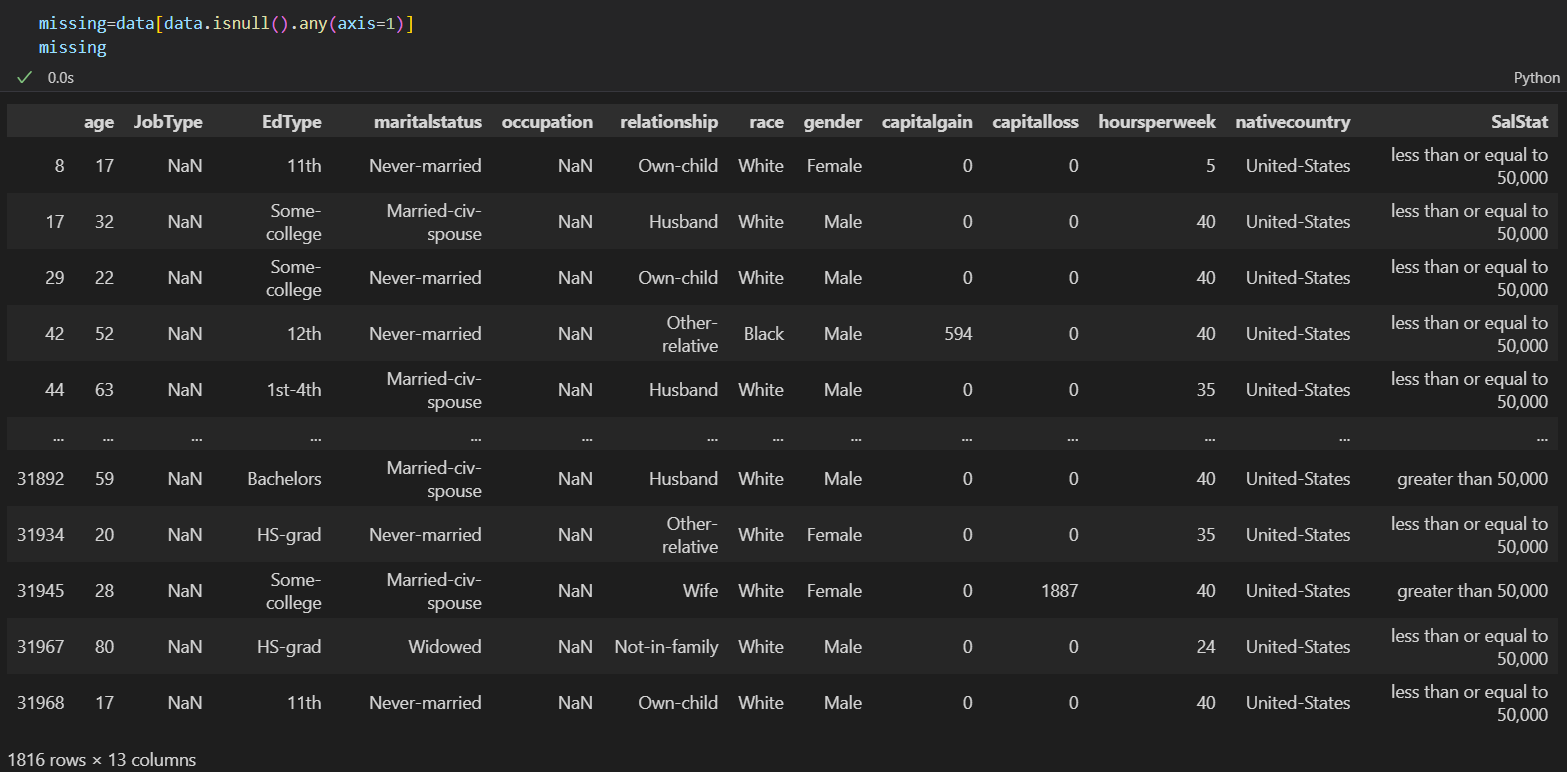 missing=data[data.isnull().any(axis=1)]
missing
0.0s
Python
age JobType EdType maritalstatus occupation relationship race gender capitalgain capitalloss hoursperweek nativecountry SalStat
8 17 NaN 11th Never-married NaN Own-child White Female 0 0 5 United-States less than or equal to
50,000
17 32 NaN Some-
college Married-civ-
spouse NaN Husband White Male 0 0 40 United-States less than or equal to
50,000
29 22 NaN Some-
college Never-married NaN Own-child White Male 0 0 40 United-States less than or equal to
50,000
42 52 NaN 12th Never-married NaN Other-
relative Black Male 594 0 40 United-States less than or equal to
50,000
44 63 NaN 1st-4th Married-civ-
spouse NaN Husband White Male 0 0 35 United-States less than or equal to
50,000
... ... ... ... ... ... ... ... ... ... ... ... ... ...
31892 59 NaN Bachelors Married-civ-
spouse NaN Husband White Male 0 0 40 United-States greater than 50,000
31934 20 NaN HS-grad Never-married NaN Other-
relative White Female 0 0 35 United-States less than or equal to
50,000
31945 28 NaN Some-
college Married-civ-
spouse NaN Wife White Female 0 1887 40 United-States greater than 50,000
31967 80 NaN HS-grad Widowed NaN Not-in-family White Male 0 0 24 United-States less than or equal to
50,000
31968 17 NaN 11th Never-married NaN Own-child White Male 0 0 40 United-States less than or equal to
50,000
1816 rows × 13 columns